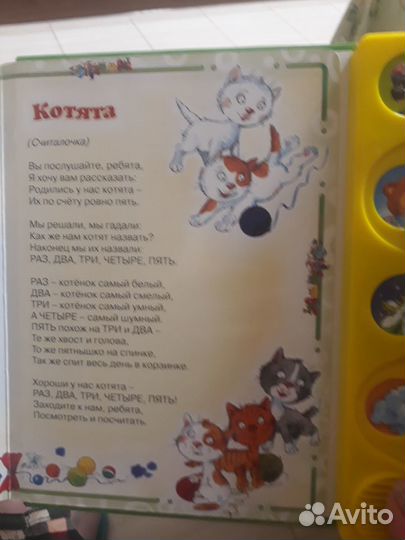 Котята
(Считалочка)
Вы послушайте, ребята,
Я хочу вам рассказать:
Родились у нас котята –
Их по счёту ровно пять.
Мы решали, мы гадали:
Как же нам котят назвать?
Наконец мы их назвали:
РАЗ, ДВА, ТРИ, ЧЕТЫРЕ, ПЯТЬ.
РАЗ – котёнок самый белый,
ДВА – котёнок самый смелый,
ТРИ – котёнок самый умный,
А ЧЕТЫРЕ – самый шумный.
ПЯТЬ похож на ТРИ и ДВА –
Те же хвост и голова,
То же пятнышко на спинке,
Так же спит весь день в корзинке.
Хороши у нас котята –
РАЗ, ДВА, ТРИ, ЧЕТЫРЕ, ПЯТЬ!
Заходите к нам, ребята,
Посмотреть и посчитать.
Avito